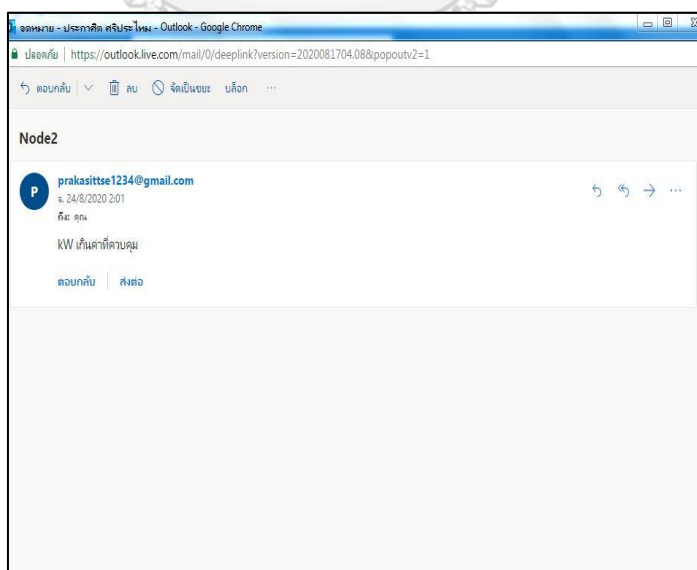 จดหมาย - ประกาศิต ศรีประไหม - Outlook - Google Chrome
ปลอดภัย | https://outlook.live.com/mail/0/deeplink?version=2020081704.08&popoutv2=1
ตอบกลับ ลบ จัดเป็นขยะ บล็อก ...
Node2
P
prakasittse1234@gmail.com
จ. 24/8/2020 2:01
ถึง: คุณ
kW เกินค่าที่ควบคุม
ตอบกลับ ส่งต่อ